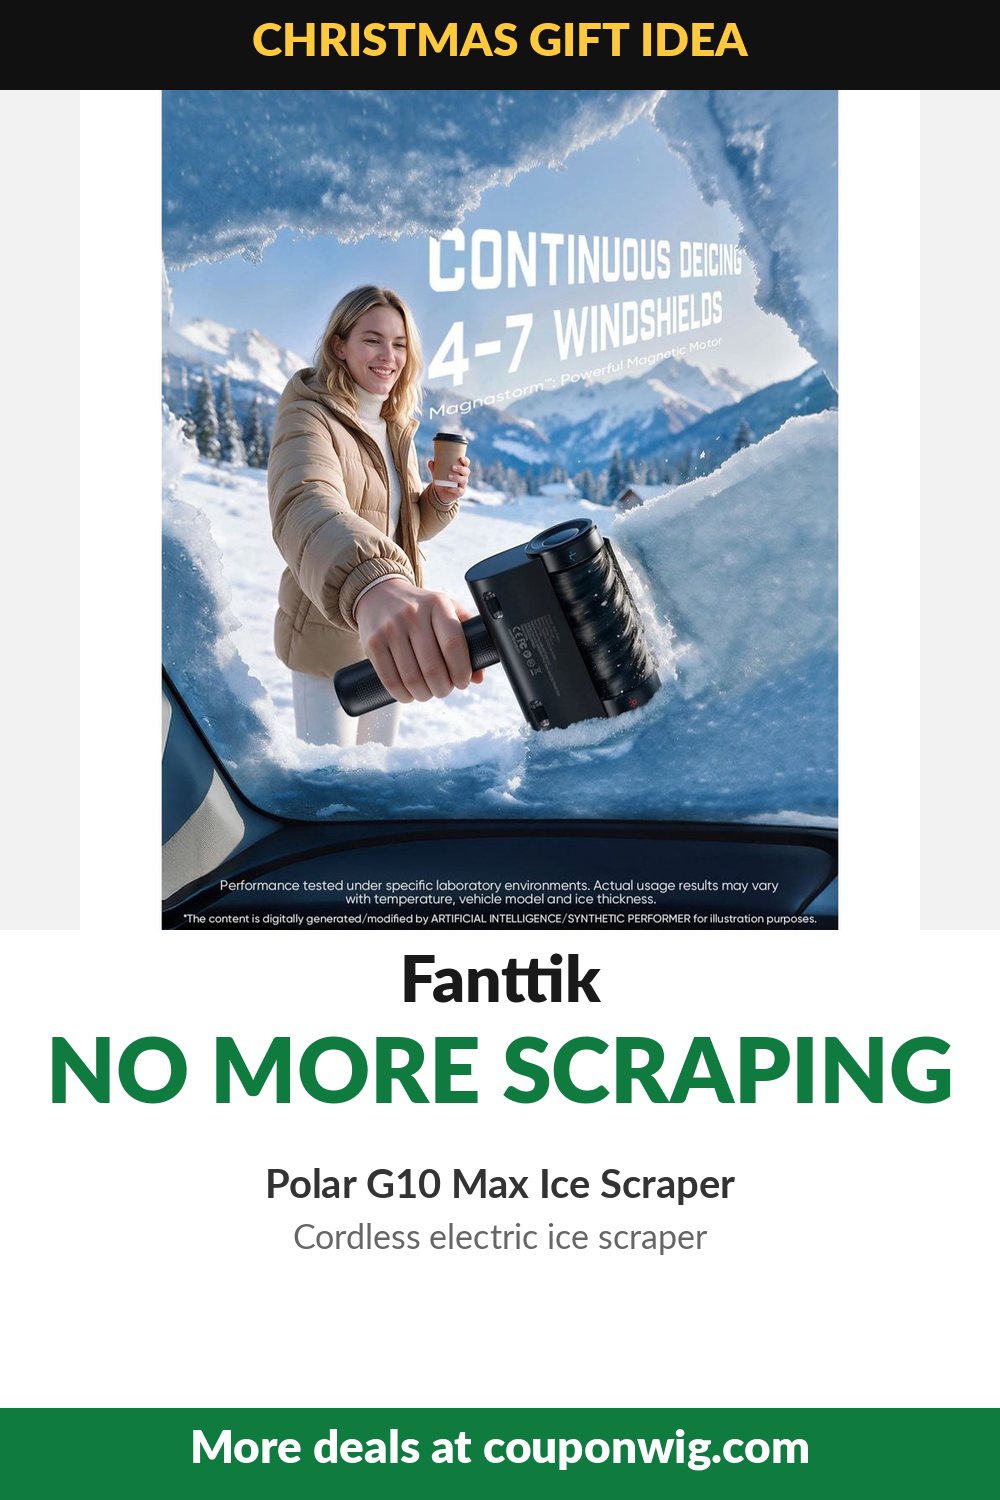 CHRISTMAS GIFT IDEA
CONTINUOUS DEICING
4-7 WINDSHIELDS
Magnastorm™: Powerful Magnetic Motor
Performance tested under specific laboratory environments. Actual usage results may vary
with temperature, vehicle model and ice thickness.
*The content is digitally generated/modified by ARTIFICIAL INTELLIGENCE/SYNTHETIC PERFORMER for illustration purposes.
Fanttik
NO MORE SCRAPING
Polar G10 Max Ice Scraper
Cordless electric ice scraper
More deals at couponwig.com